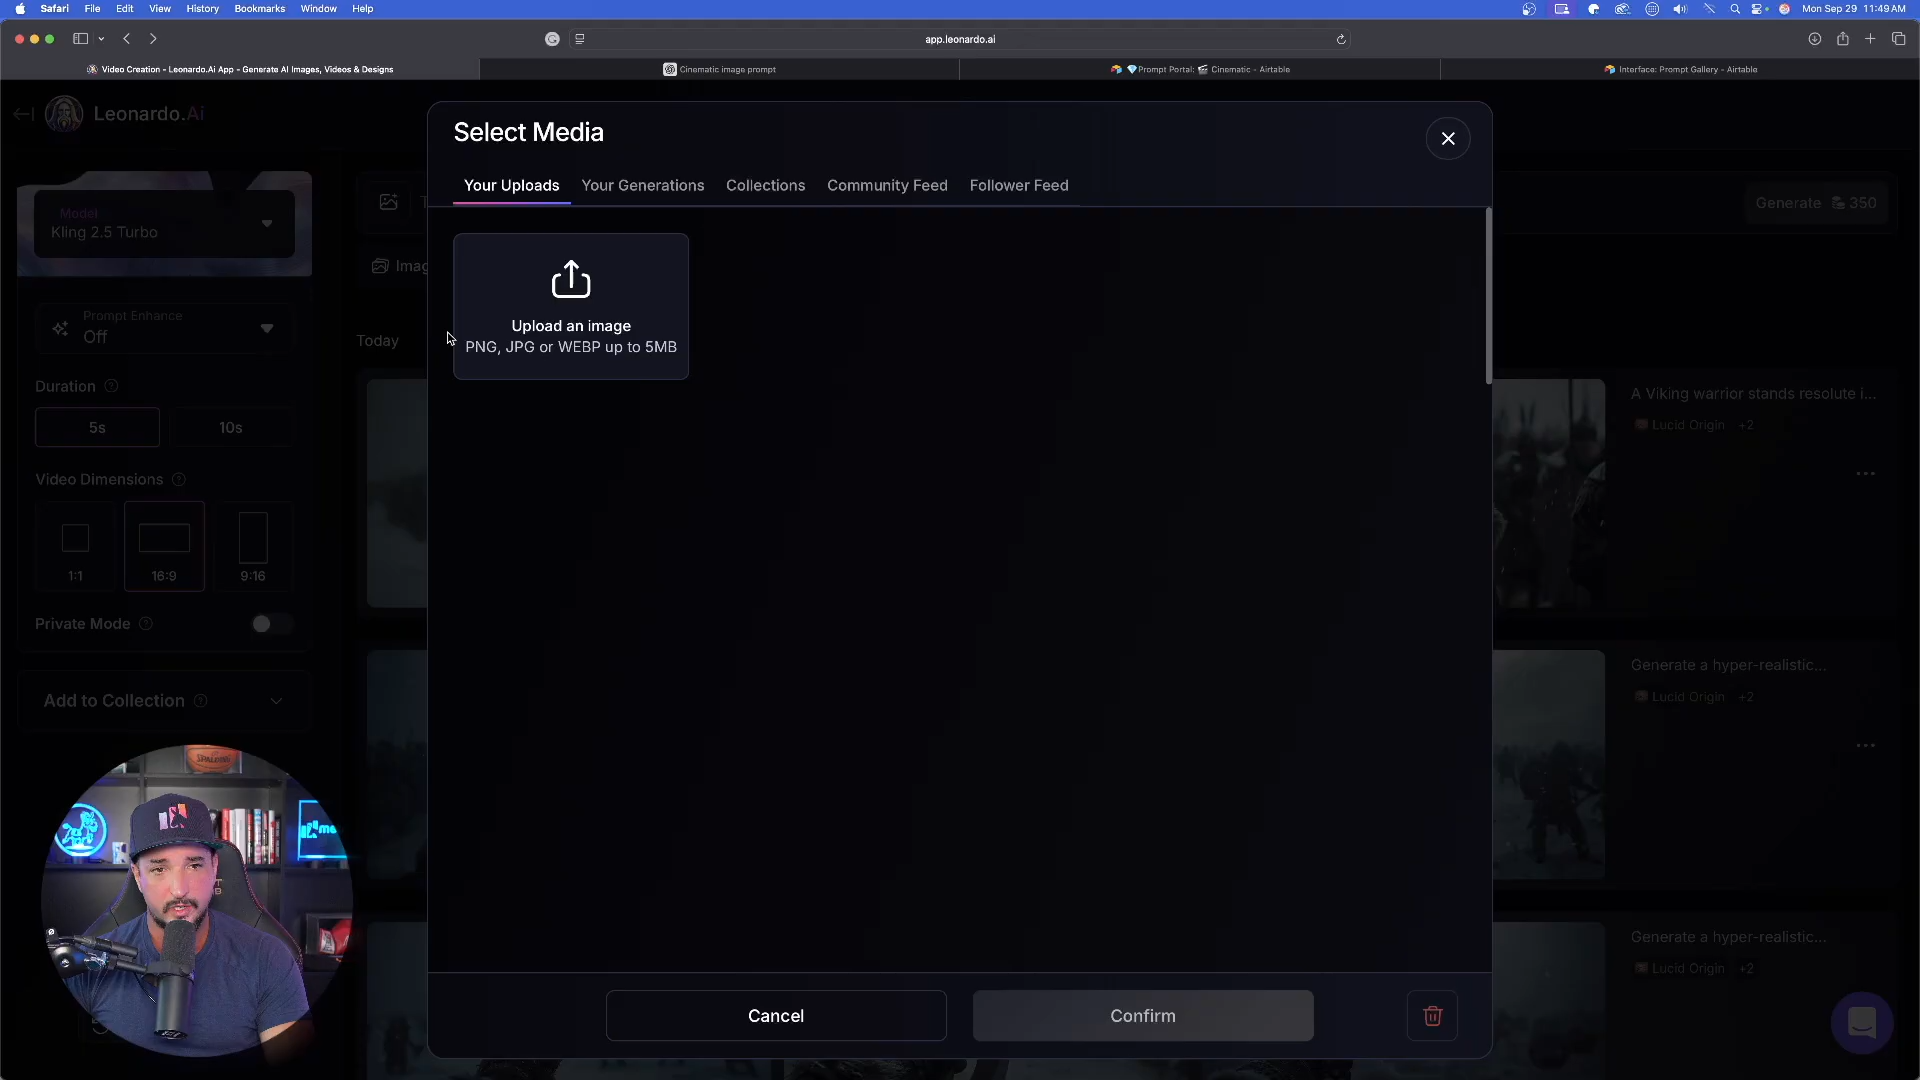 Safari File Edit View History Bookmarks Window Help
Mon Sep 29 11:49 AM
app.leonardo.ai
Video Creation - Leonardo.Ai App - Generate AI Images, Videos & Designs
Cinematic image prompt
Prompt Portal: Cinematic - Airtable
Interface: Prompt Gallery - Airtable
Leonardo.Ai
Select Media
Your Uploads Your Generations Collections Community Feed Follower Feed
Model
Kling 2.5 Turbo
Generate 350
Upload an image
PNG, JPG or WEBP up to 5MB
Prompt Enhance
Off
Today
Duration
5s 10s
Video Dimensions
1:1 16:9 9:16
Private Mode
Add to Collection
A Viking warrior stands resolute i...
Lucid Origin +2
Generate a hyper-realistic...
Lucid Origin +2
Generate a hyper-realistic...
Lucid Origin +2
SPALDING
Cancel Confirm